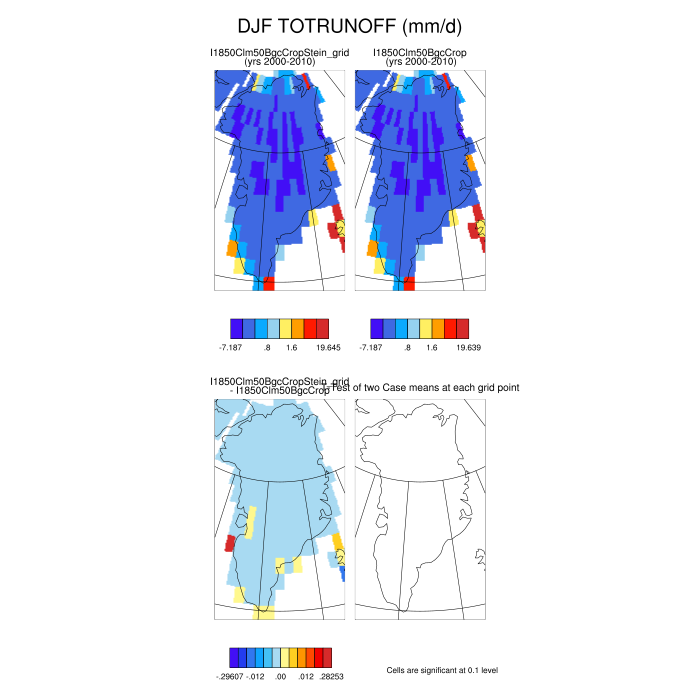 DJF TOTRUNOFF (mm/d)
I1850Clm50BgcCropStein_grid
(yrs 2000-2010)
I1850Clm50BgcCrop
(yrs 2000-2010)
-7.187 .8 1.6 19.645
-7.187 .8 1.6 19.639
I1850Clm50BgcCropStein_grid
- I1850Clm50BgcCrop
T-Test of two Case means at each grid point
-.29607 -.012 .00 .012 .28253
Cells are significant at 0.1 level